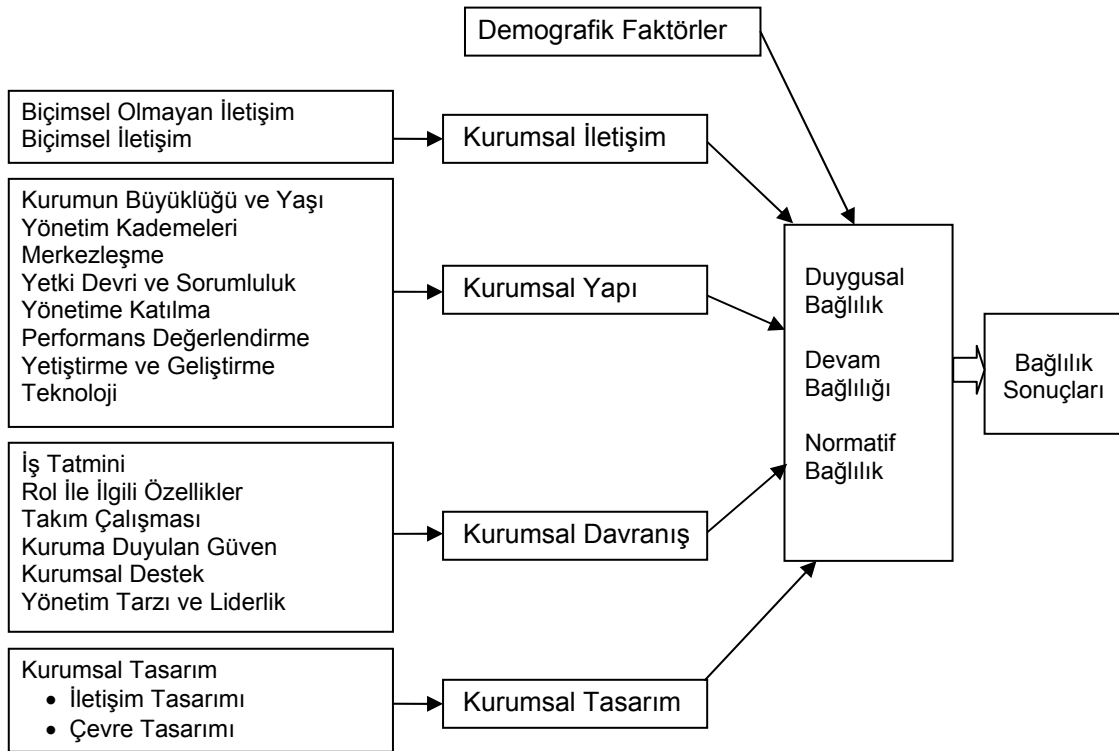 Demografik Faktörler
Biçimsel Olmayan İletişim
Biçimsel İletişim
Kurumsal İletişim
Kurumun Büyüklüğü ve Yaşı
Yönetim Kademeleri
Merkezleşme
Yetki Devri ve Sorumluluk
Yönetime Katılma
Performans Değerlendirme
Yetiştirme ve Geliştirme
Teknoloji
Kurumsal Yapı
İş Tatmini
Rol İle İlgili Özellikler
Takım Çalışması
Kuruma Duyulan Güven
Kurumsal Destek
Yönetim Tarzı ve Liderlik
Kurumsal Davranış
Kurumsal Tasarım
• İletişim Tasarımı
• Çevre Tasarımı
Kurumsal Tasarım
Duygusal
Bağlılık
Devam
Bağlılığı
Normatif
Bağlılık
Bağlılık
Sonuçları